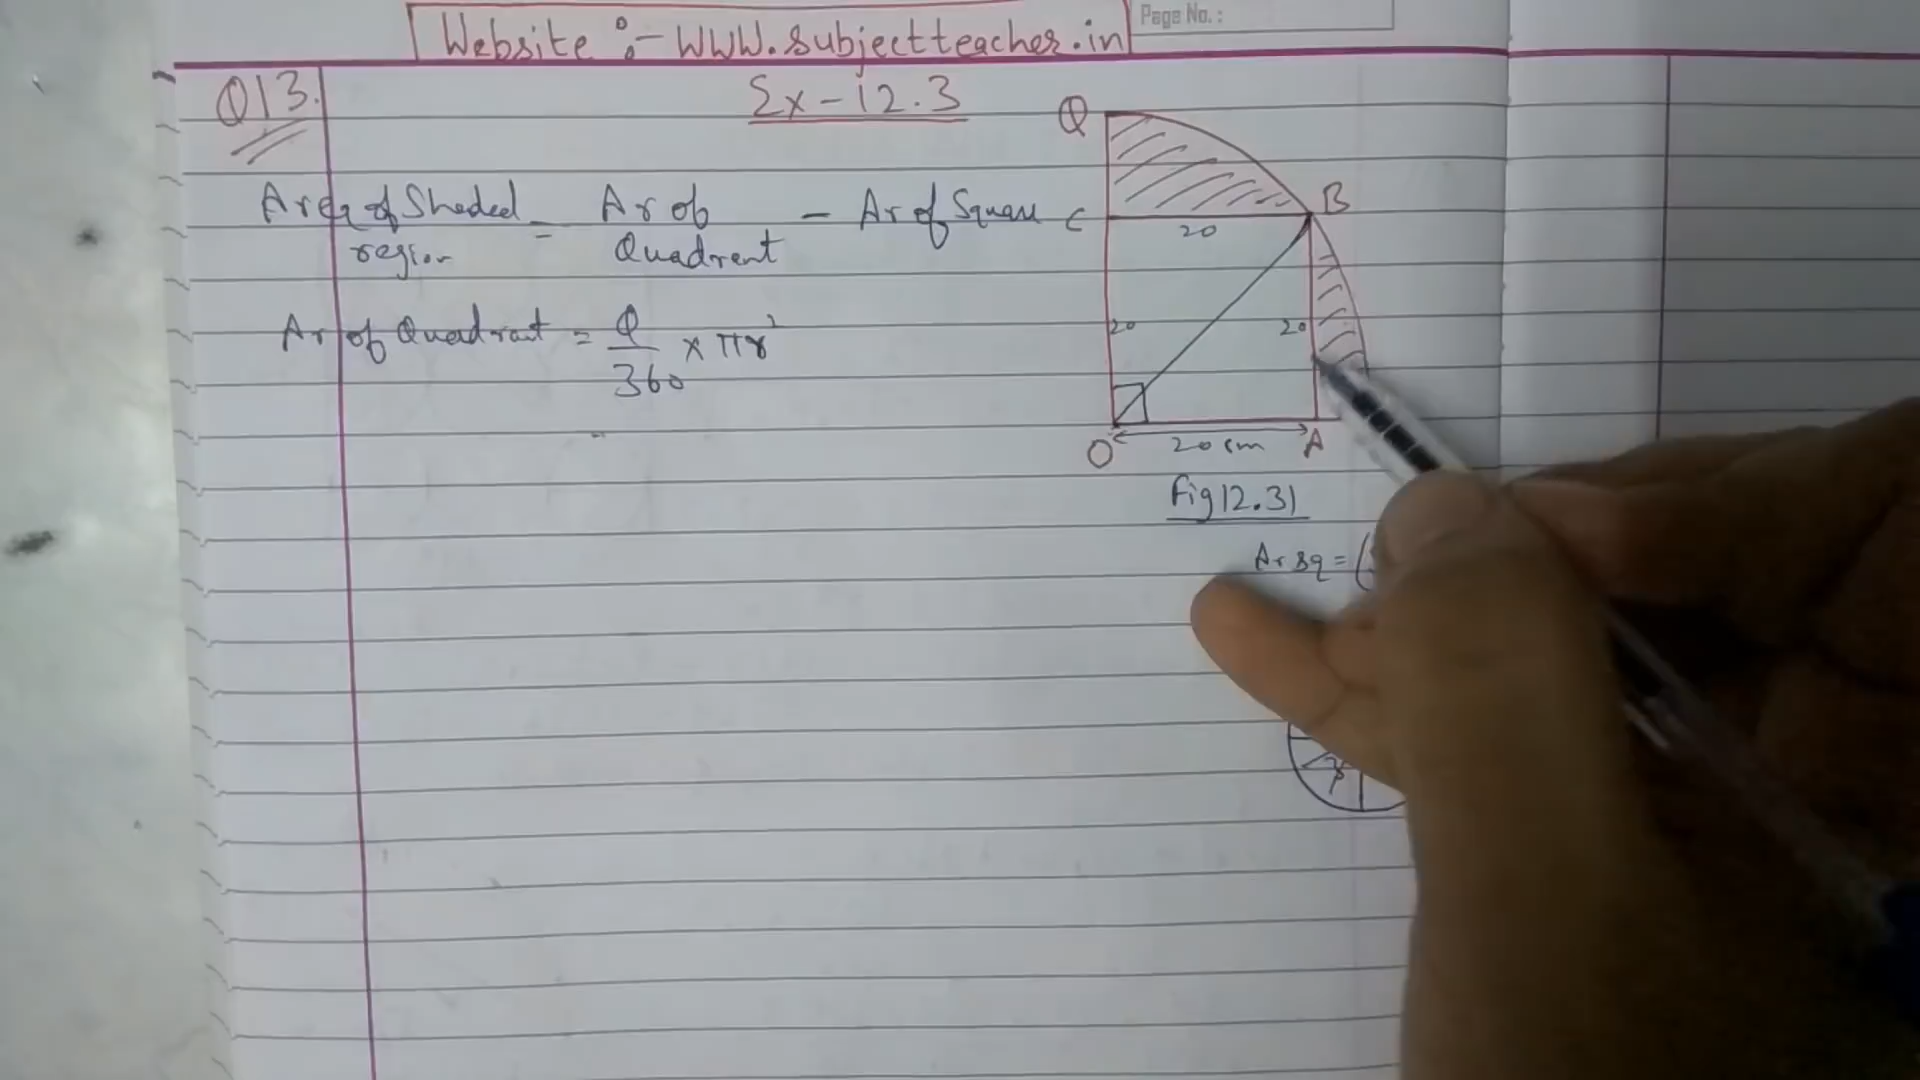 Page No.:
Website :- www.subjectteacher.in
Q13.
Ex-12.3
Area of Shaded region = Ar of Quadrent - Ar of Square
Ar of Quadrant = Q/360 × πr²
Q
B
C
20
20
20
O
20 cm
A
Fig 12.31
Ar sq = (